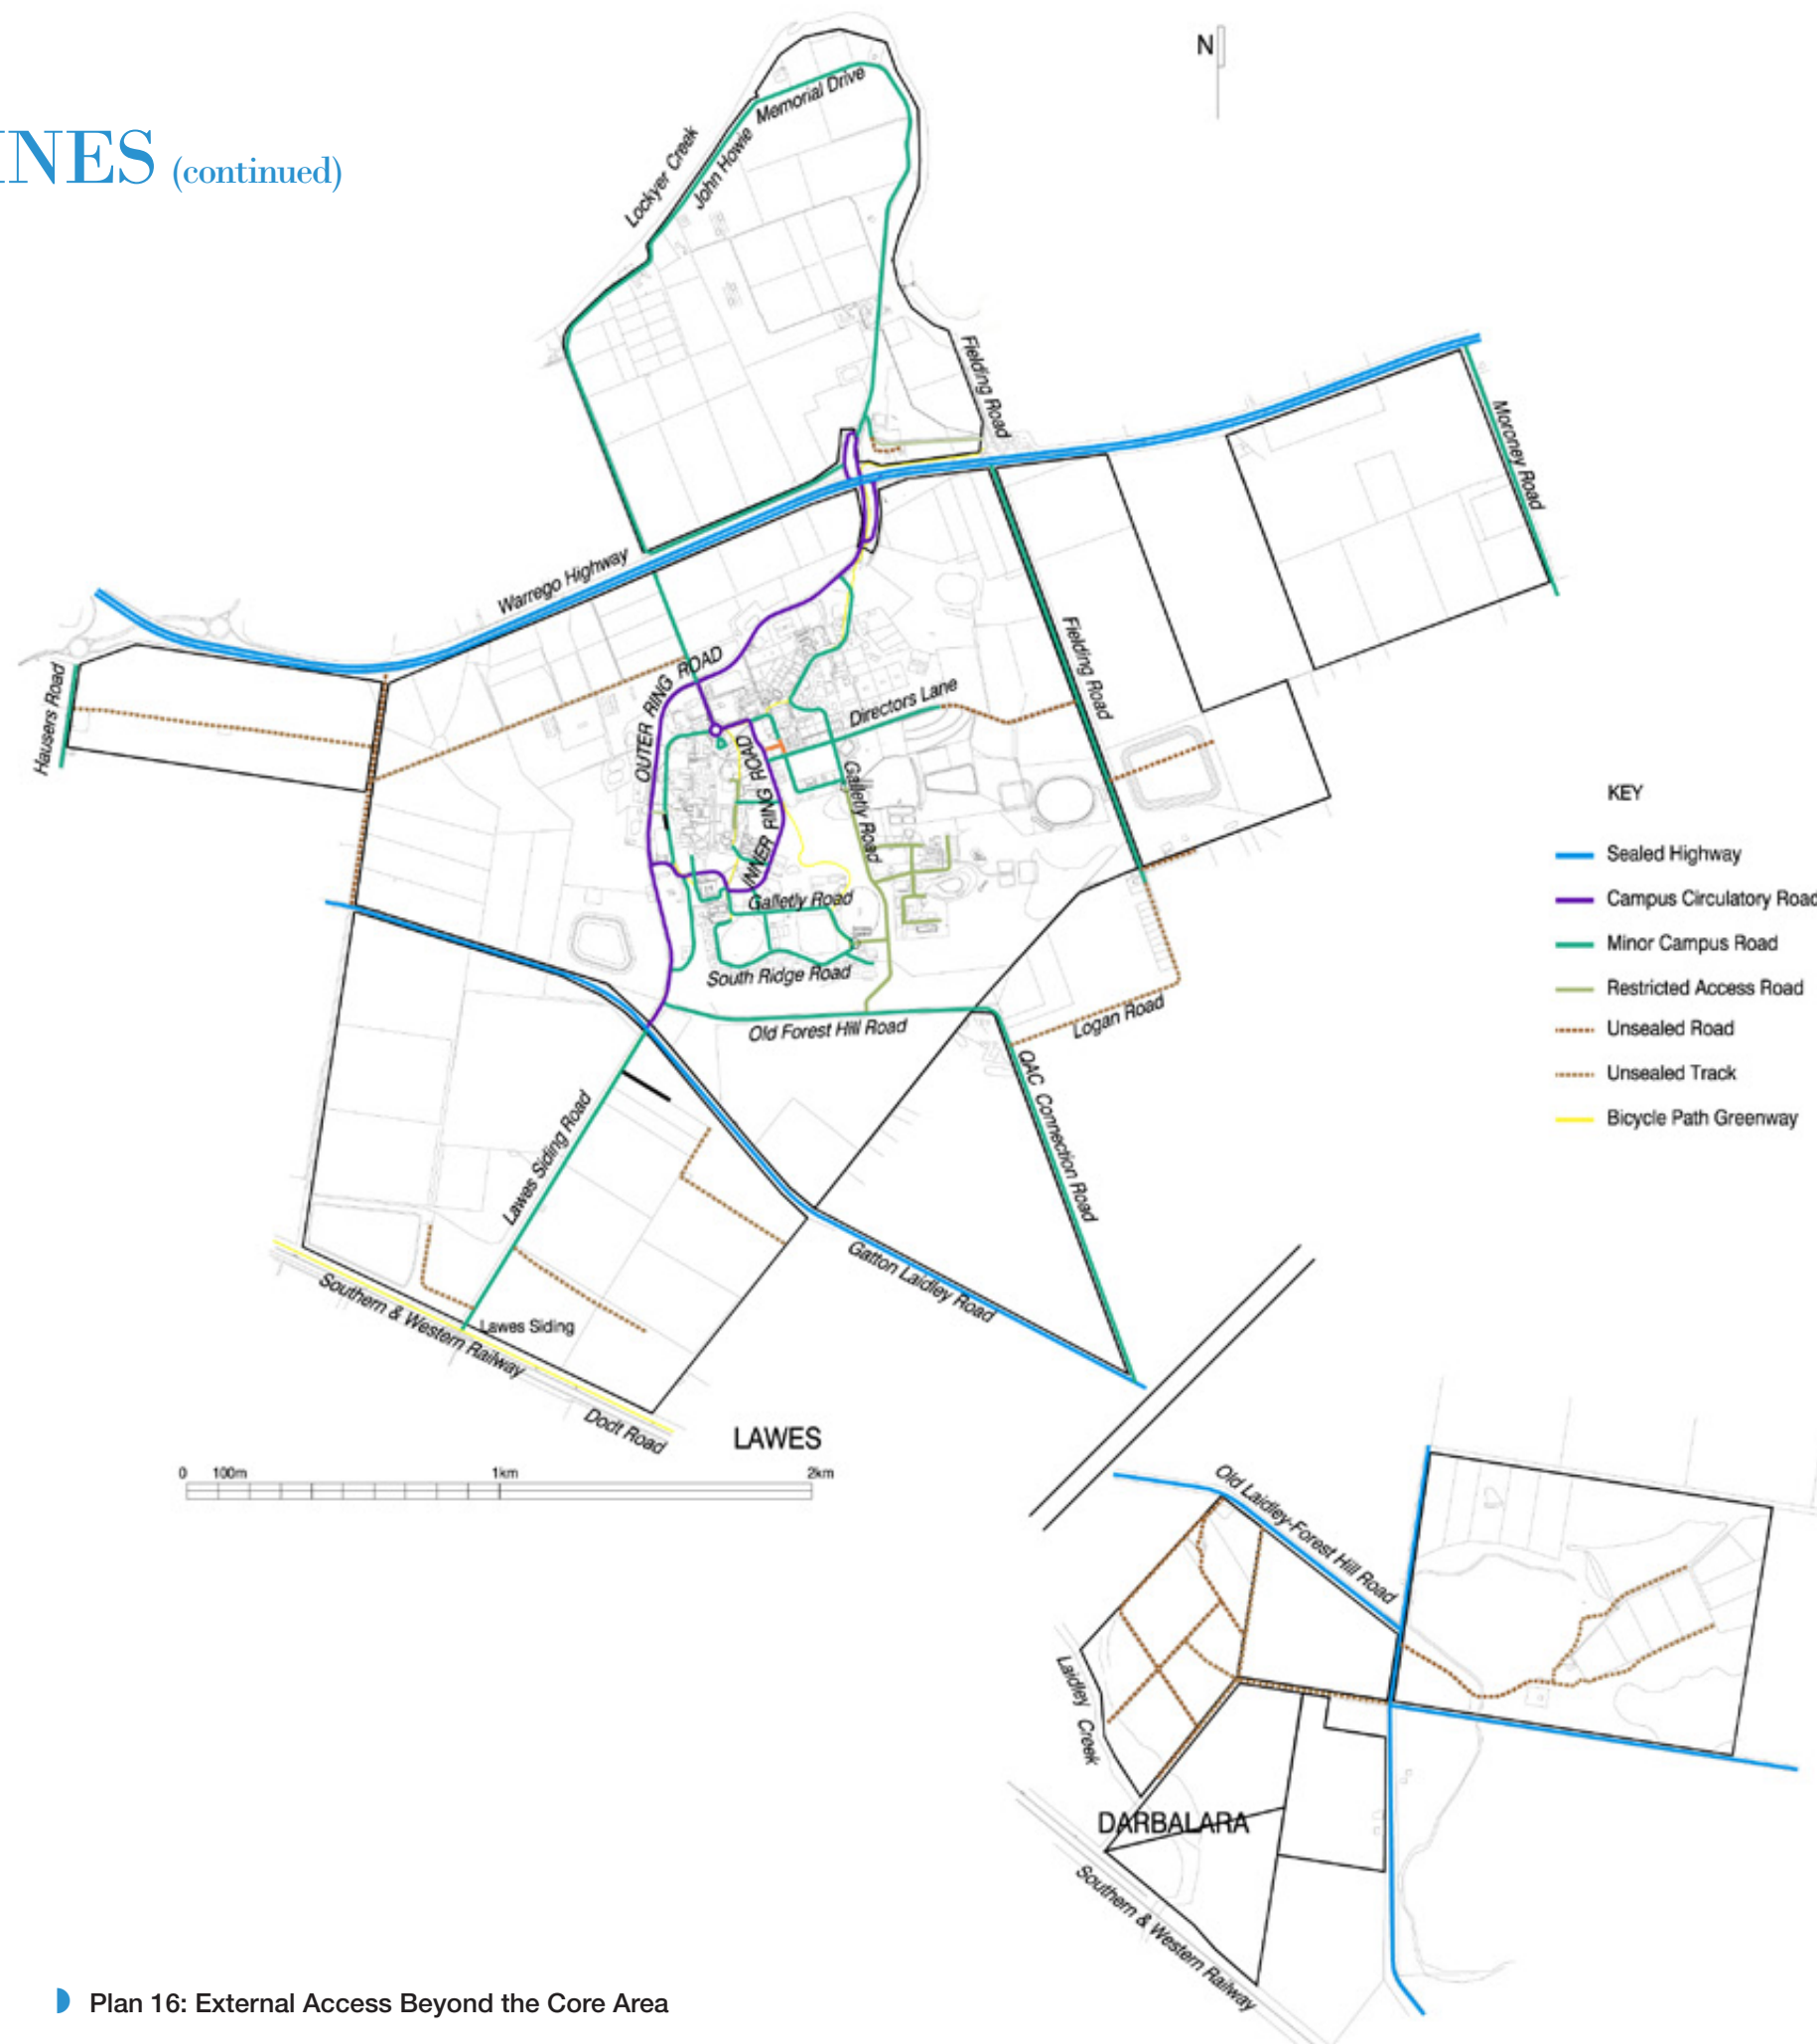 INES (continued)
N
Memorial Drive
John Howie
Lockyer Creek
Fielding Road
Moroney Road
Warrego Highway
Fielding Road
Hausers Road
OUTER RING ROAD
Directors Lane
INNER RING ROAD
Galletly Road
Galletly Road
South Ridge Road
Old Forest Hill Road
Logan Road
QAC Connection Road
Lawes Siding Road
Gatton Laidley Road
Southern & Western Railway
Lawes Siding
Dodt Road
LAWES
0 100m 1km 2km
KEY
Sealed Highway
Campus Circulatory Road
Minor Campus Road
Restricted Access Road
Unsealed Road
Unsealed Track
Bicycle Path Greenway
Old Laidley-Forest Hill Road
Laidley Creek
DARBALARA
Southern & Western Railway
Plan 16: External Access Beyond the Core Area